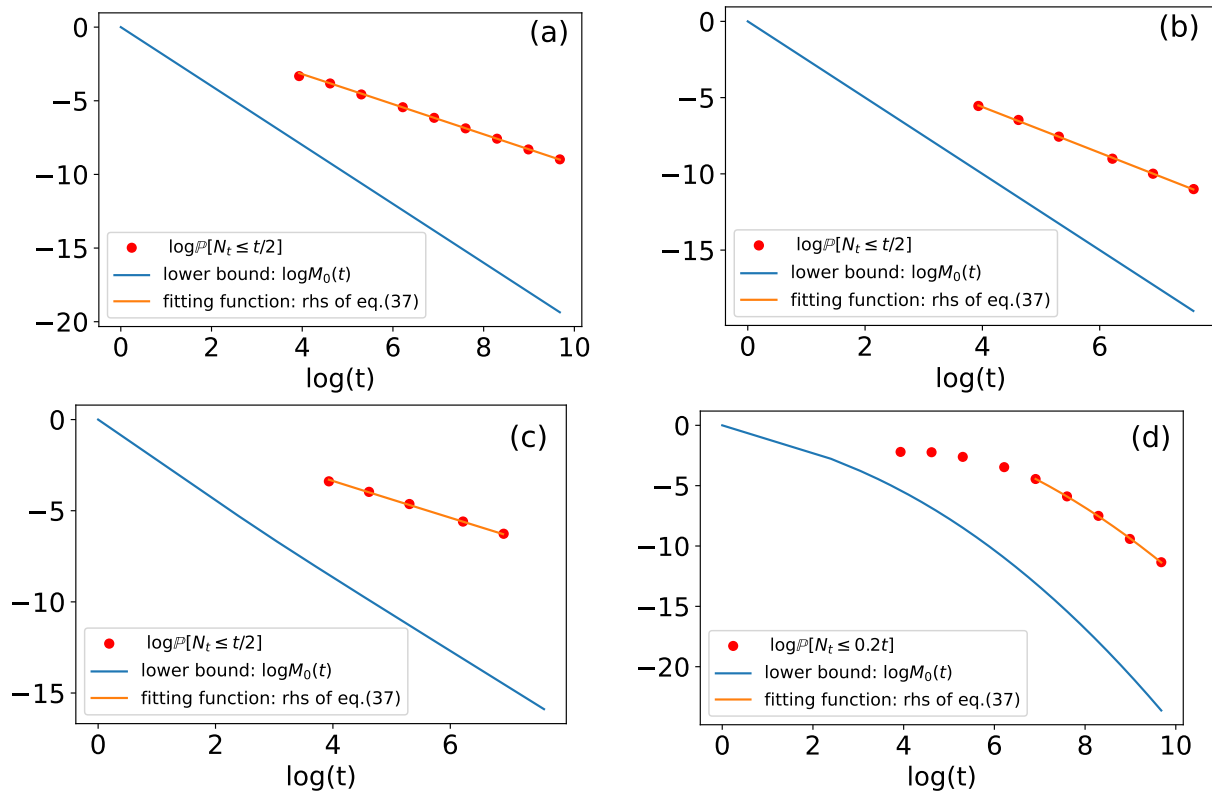 (a)
0
−5
−10
−15
−20
log ℙ[N_t ≤ t/2]
lower bound: logM_0(t)
fitting function: rhs of eq.(37)
0 2 4 6 8 10
log(t)
(b)
0
−5
−10
−15
log ℙ[N_t ≤ t/2]
lower bound: logM_0(t)
fitting function: rhs of eq.(37)
0 2 4 6
log(t)
(c)
0
−5
−10
−15
log ℙ[N_t ≤ t/2]
lower bound: logM_0(t)
fitting function: rhs of eq.(37)
0 2 4 6
log(t)
(d)
0
−5
−10
−15
−20
log ℙ[N_t ≤ 0.2t]
lower bound: logM_0(t)
fitting function: rhs of eq.(37)
0 2 4 6 8 10
log(t)